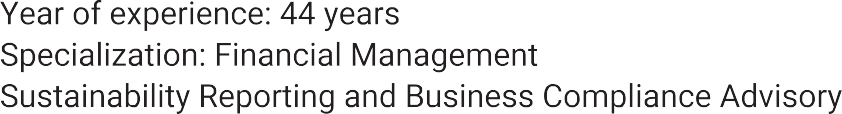 Year of experience: 44 years
Specialization: Financial Management
Sustainability Reporting and Business Compliance Advisory